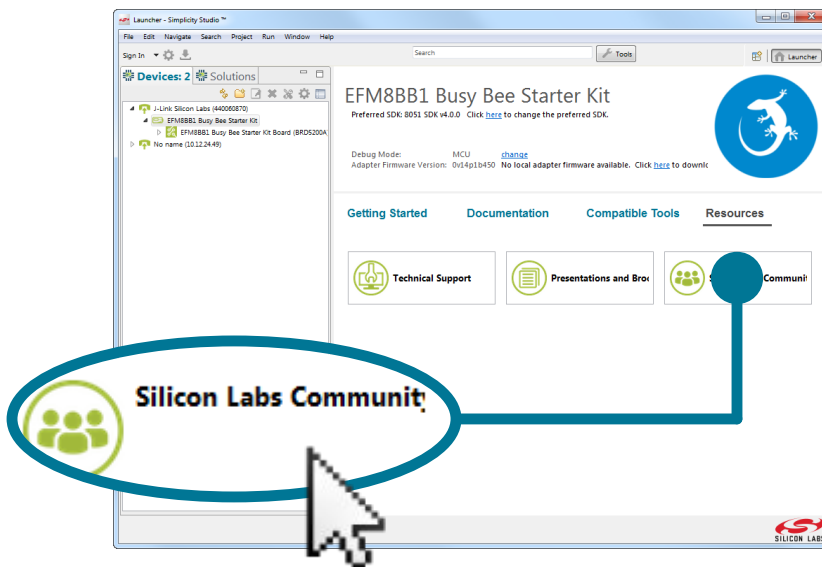 Launcher - Simplicity Studio ™
File Edit Navigate Search Project Run Window Help
Sign In
Search
Tools
Launcher
Devices: 2
Solutions
J-Link Silicon Labs (440060870)
EFM8BB1 Busy Bee Starter Kit
EFM8BB1 Busy Bee Starter Kit Board (BRD5200A
No name (10.12.24.49)
EFM8BB1 Busy Bee Starter Kit
Preferred SDK: 8051 SDK v4.0.0 Click here to change the preferred SDK.
Debug Mode: MCU change
Adapter Firmware Version: 0v14p1b450 No local adapter firmware available. Click here to downlc
Getting Started Documentation Compatible Tools Resources
Technical Support
Presentations and Broc
S Communit
Silicon Labs Community
SILICON LABS